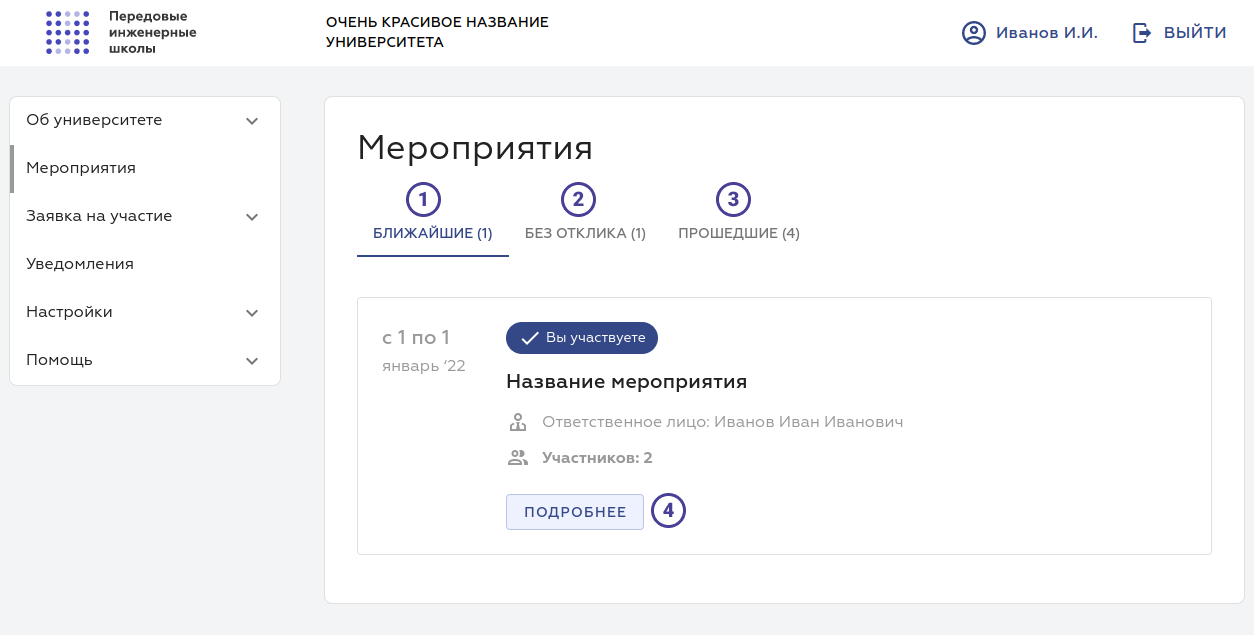 Передовые
инженерные
школы
ОЧЕНЬ КРАСИВОЕ НАЗВАНИЕ
УНИВЕРСИТЕТА
Иванов И.И.
ВЫЙТИ
Об университете
Мероприятия
Заявка на участие
Уведомления
Настройки
Помощь
Мероприятия
1
2
3
БЛИЖАЙШИЕ (1)
БЕЗ ОТКЛИКА (1)
ПРОШЕДШИЕ (4)
с 1 по 1
январь ‘22
Вы участвуете
Название мероприятия
Ответственное лицо: Иванов Иван Иванович
Участников: 2
ПОДРОБНЕЕ
4